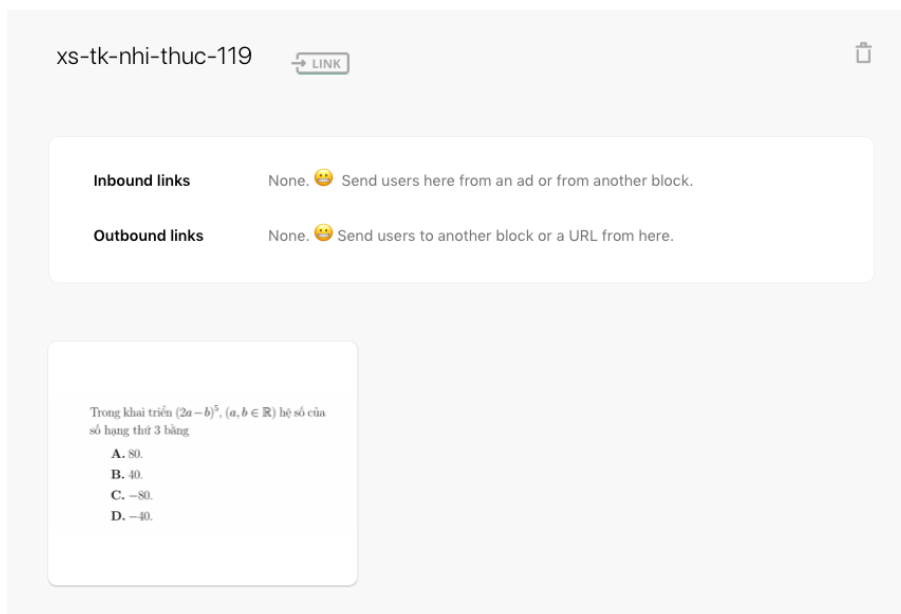 xs-tk-nhi-thuc-119
LINK
Inbound links None. 😬 Send users here from an ad or from another block.
Outbound links None. 😬 Send users to another block or a URL from here.
Trong khai triển (2a − b)⁵, (a, b ∈ ℝ) hệ số của
số hạng thứ 3 bằng
A. 80.
B. 40.
C. −80.
D. −40.